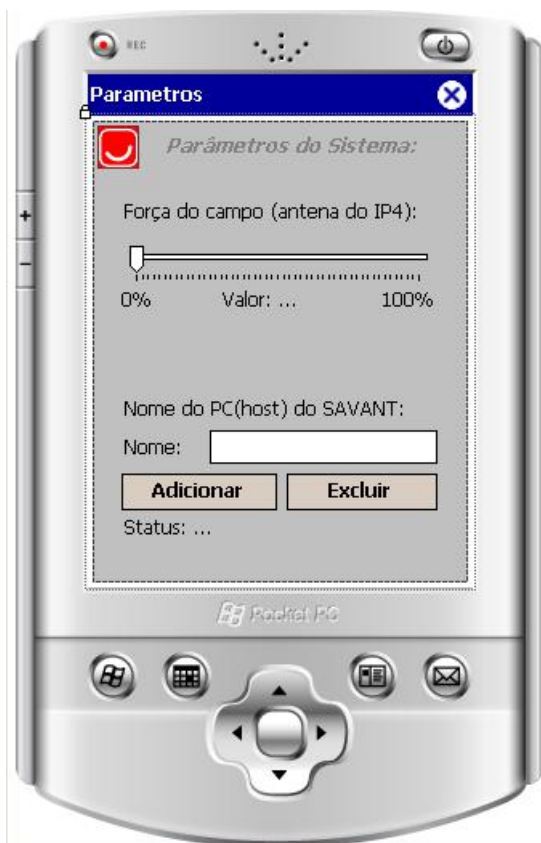 REC
Parametros
Parâmetros do Sistema:
Força do campo (antena do IP4):
0% Valor: ... 100%
Nome do PC(host) do SAVANT:
Nome:
Adicionar Excluir
Status: ...
Pocket PC
+
-